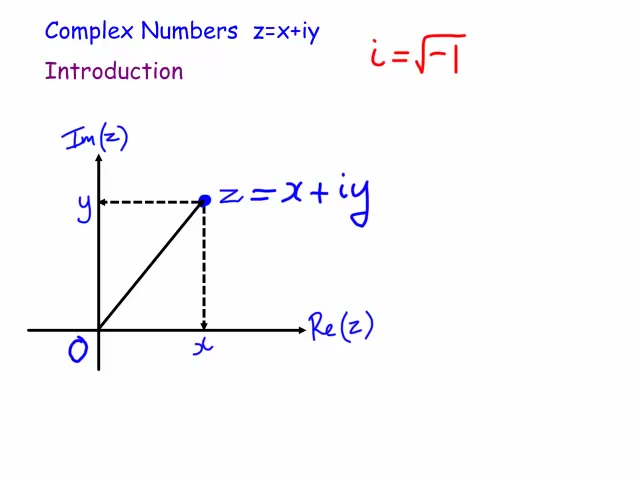 Complex Numbers z=x+iy
i=√-1
Introduction
Im(z)
y
z=x+iy
Re(z)
O
x